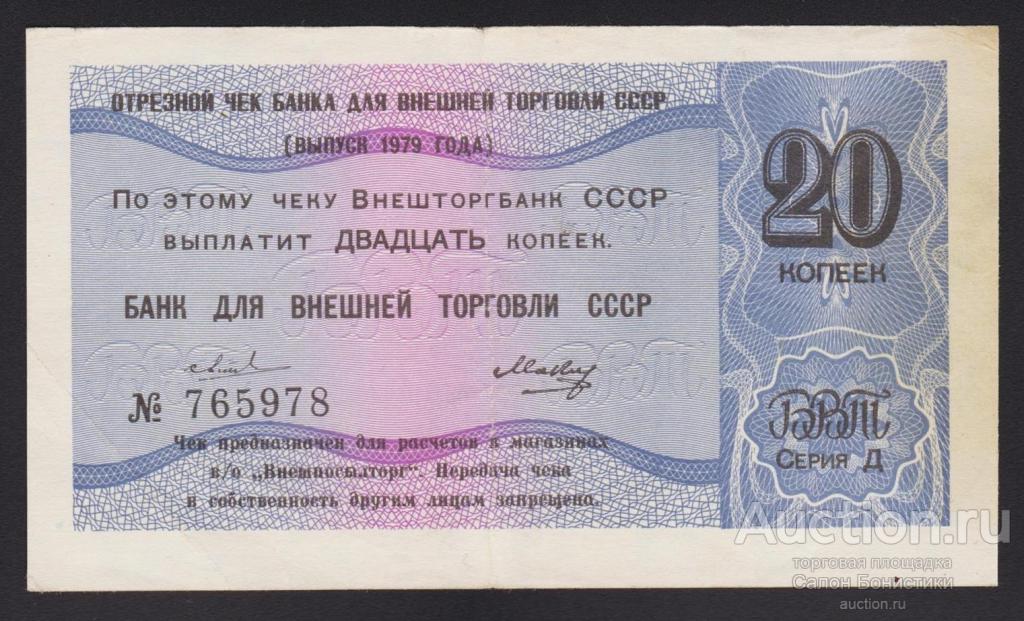 ОТРЕЗНОЙ ЧЕК БАНКА ДЛЯ ВНЕШНЕЙ ТОРГОВЛИ СССР
(ВЫПУСК 1979 ГОДА)
По этому чеку Внешторгбанк СССР
выплатит ДВАДЦАТЬ копеек.
БАНК ДЛЯ ВНЕШНЕЙ ТОРГОВЛИ СССР
№ 765978
Чек предназначен для расчетов в магазинах
в/о „Внешпосылторг“. Передача чека
в собственность другим лицам запрещена.
20
КОПЕЕК
БВТ
Серия Д
Auction.ru
торговая площадка
Салон Бонистики
auction.ru